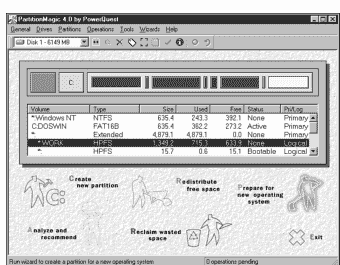 PartitionMagic 4.0 by PowerQuest
General Drives Partitions Operations Tools Wizards Help
Disk 1 - 6149 MB
C:
Volume Type Size Used Free Status Pri/Log
*:Windows NT NTFS 635.4 243.3 392.1 None Primary
C:DOSWIN FAT16B 635.4 362.2 273.2 Active Primary
*: Extended 4,879.1 4,879.1 0.0 None Primary
*:WORK HPFS 1,349.2 715.3 633.9 None Logical
*: HPFS 15.7 0.6 15.1 Bootable Logical
Create
new partition
Redistribute
free space
Prepare for
new operating
system
Analyze and
recommend
Reclaim wasted
space
Exit
Run wizard to create a partition for a new operating system 0 operations pending